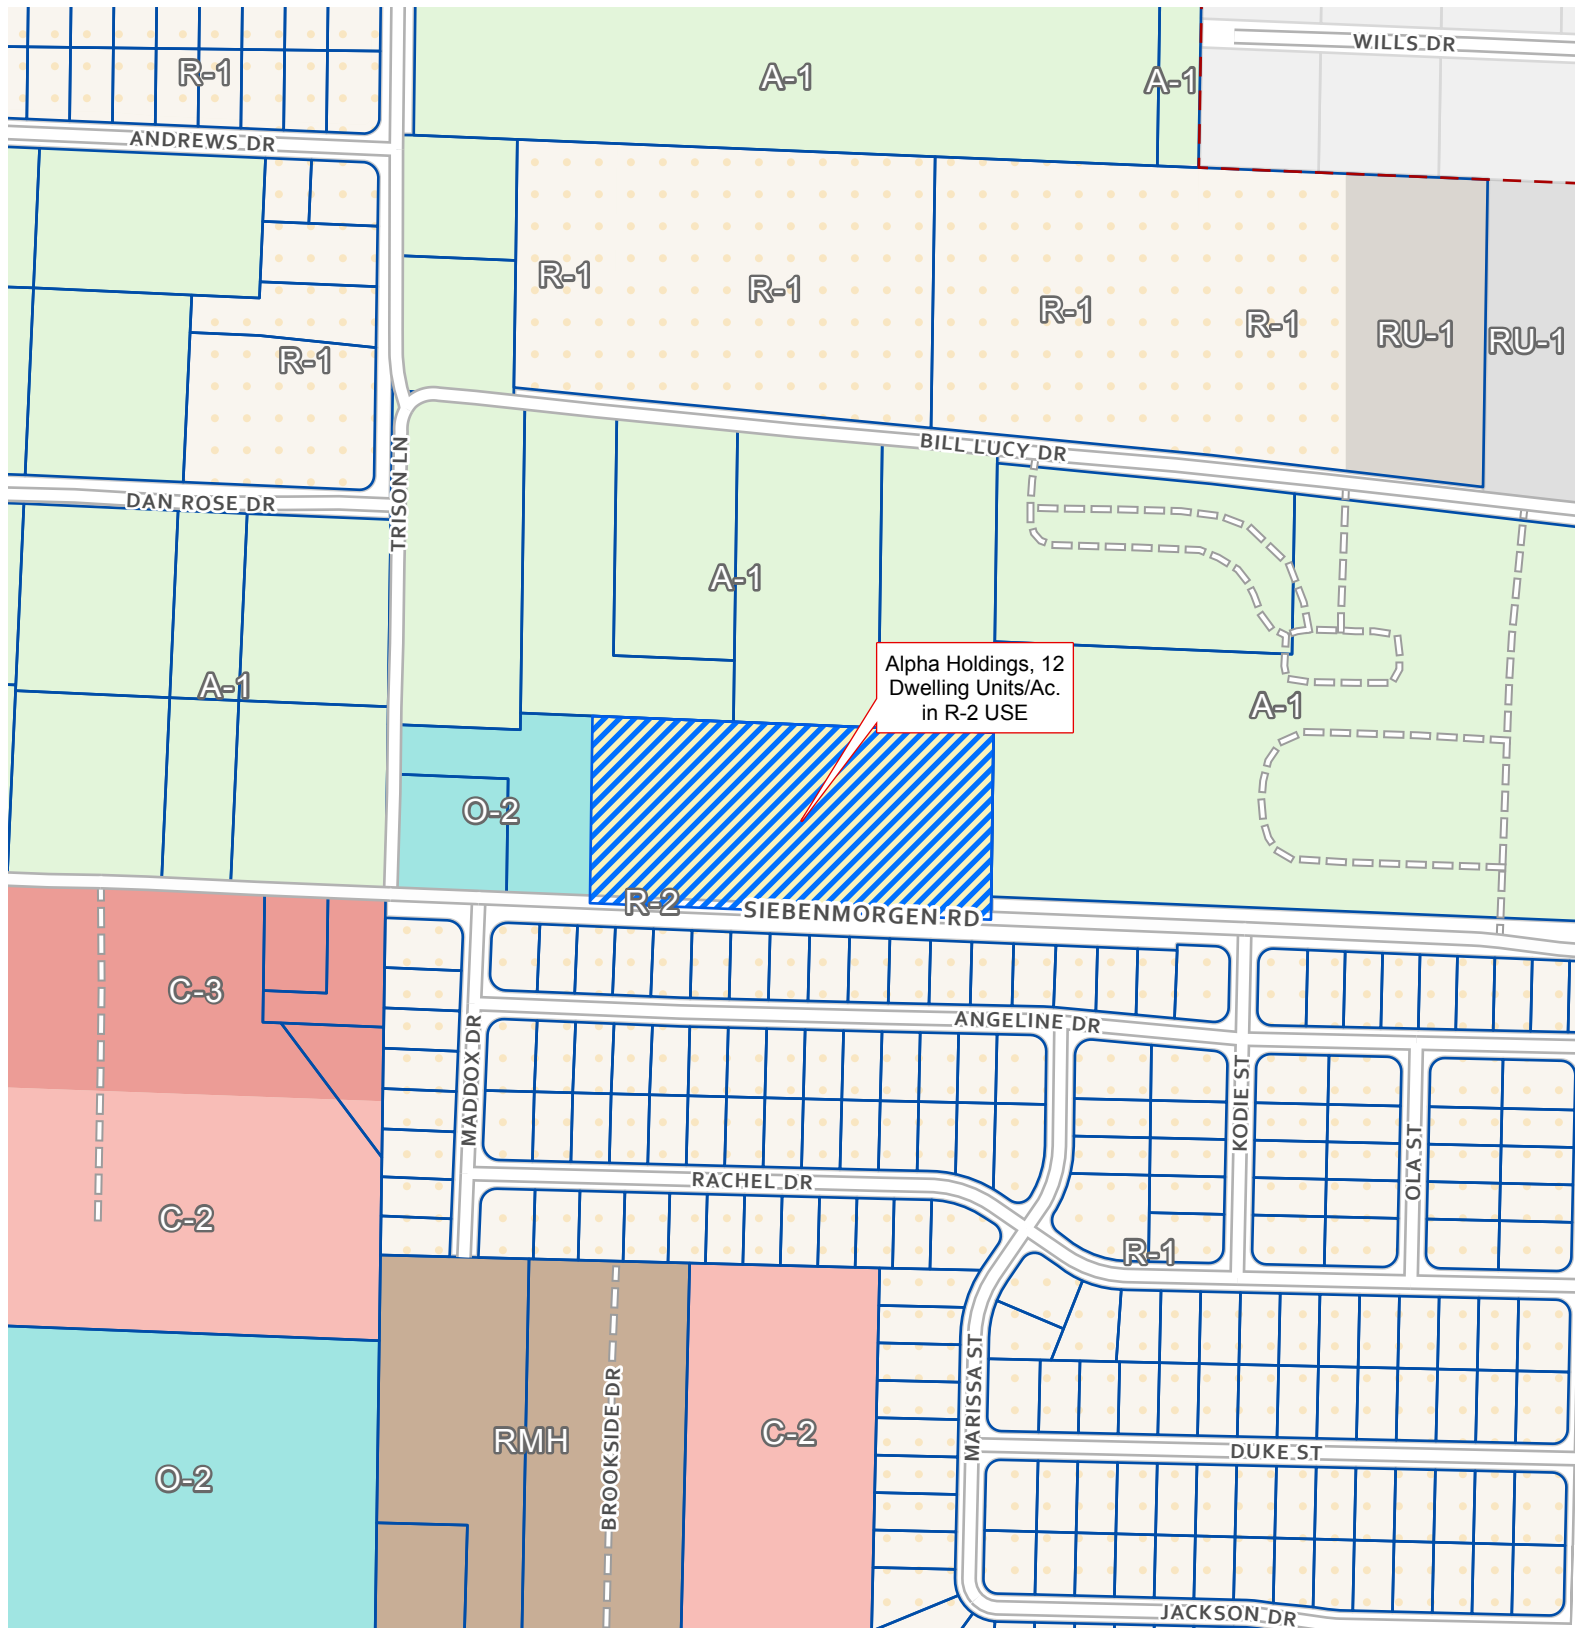 WILLS DR
R-1
A-1
A-1
ANDREWS DR
R-1
R-1
R-1
R-1
RU-1
RU-1
R-1
BILL LUCY DR
TRISON LN
DAN ROSE DR
A-1
Alpha Holdings, 12
Dwelling Units/Ac.
in R-2 USE
A-1
A-1
O-2
R-2
SIEBENMORGEN RD
C-3
ANGELINE DR
MADDOX DR
KODIE ST
OLA ST
RACHEL DR
C-2
R-1
MARISSA ST
BROOKSIDE DR
RMH
C-2
DUKE ST
O-2
JACKSON DR